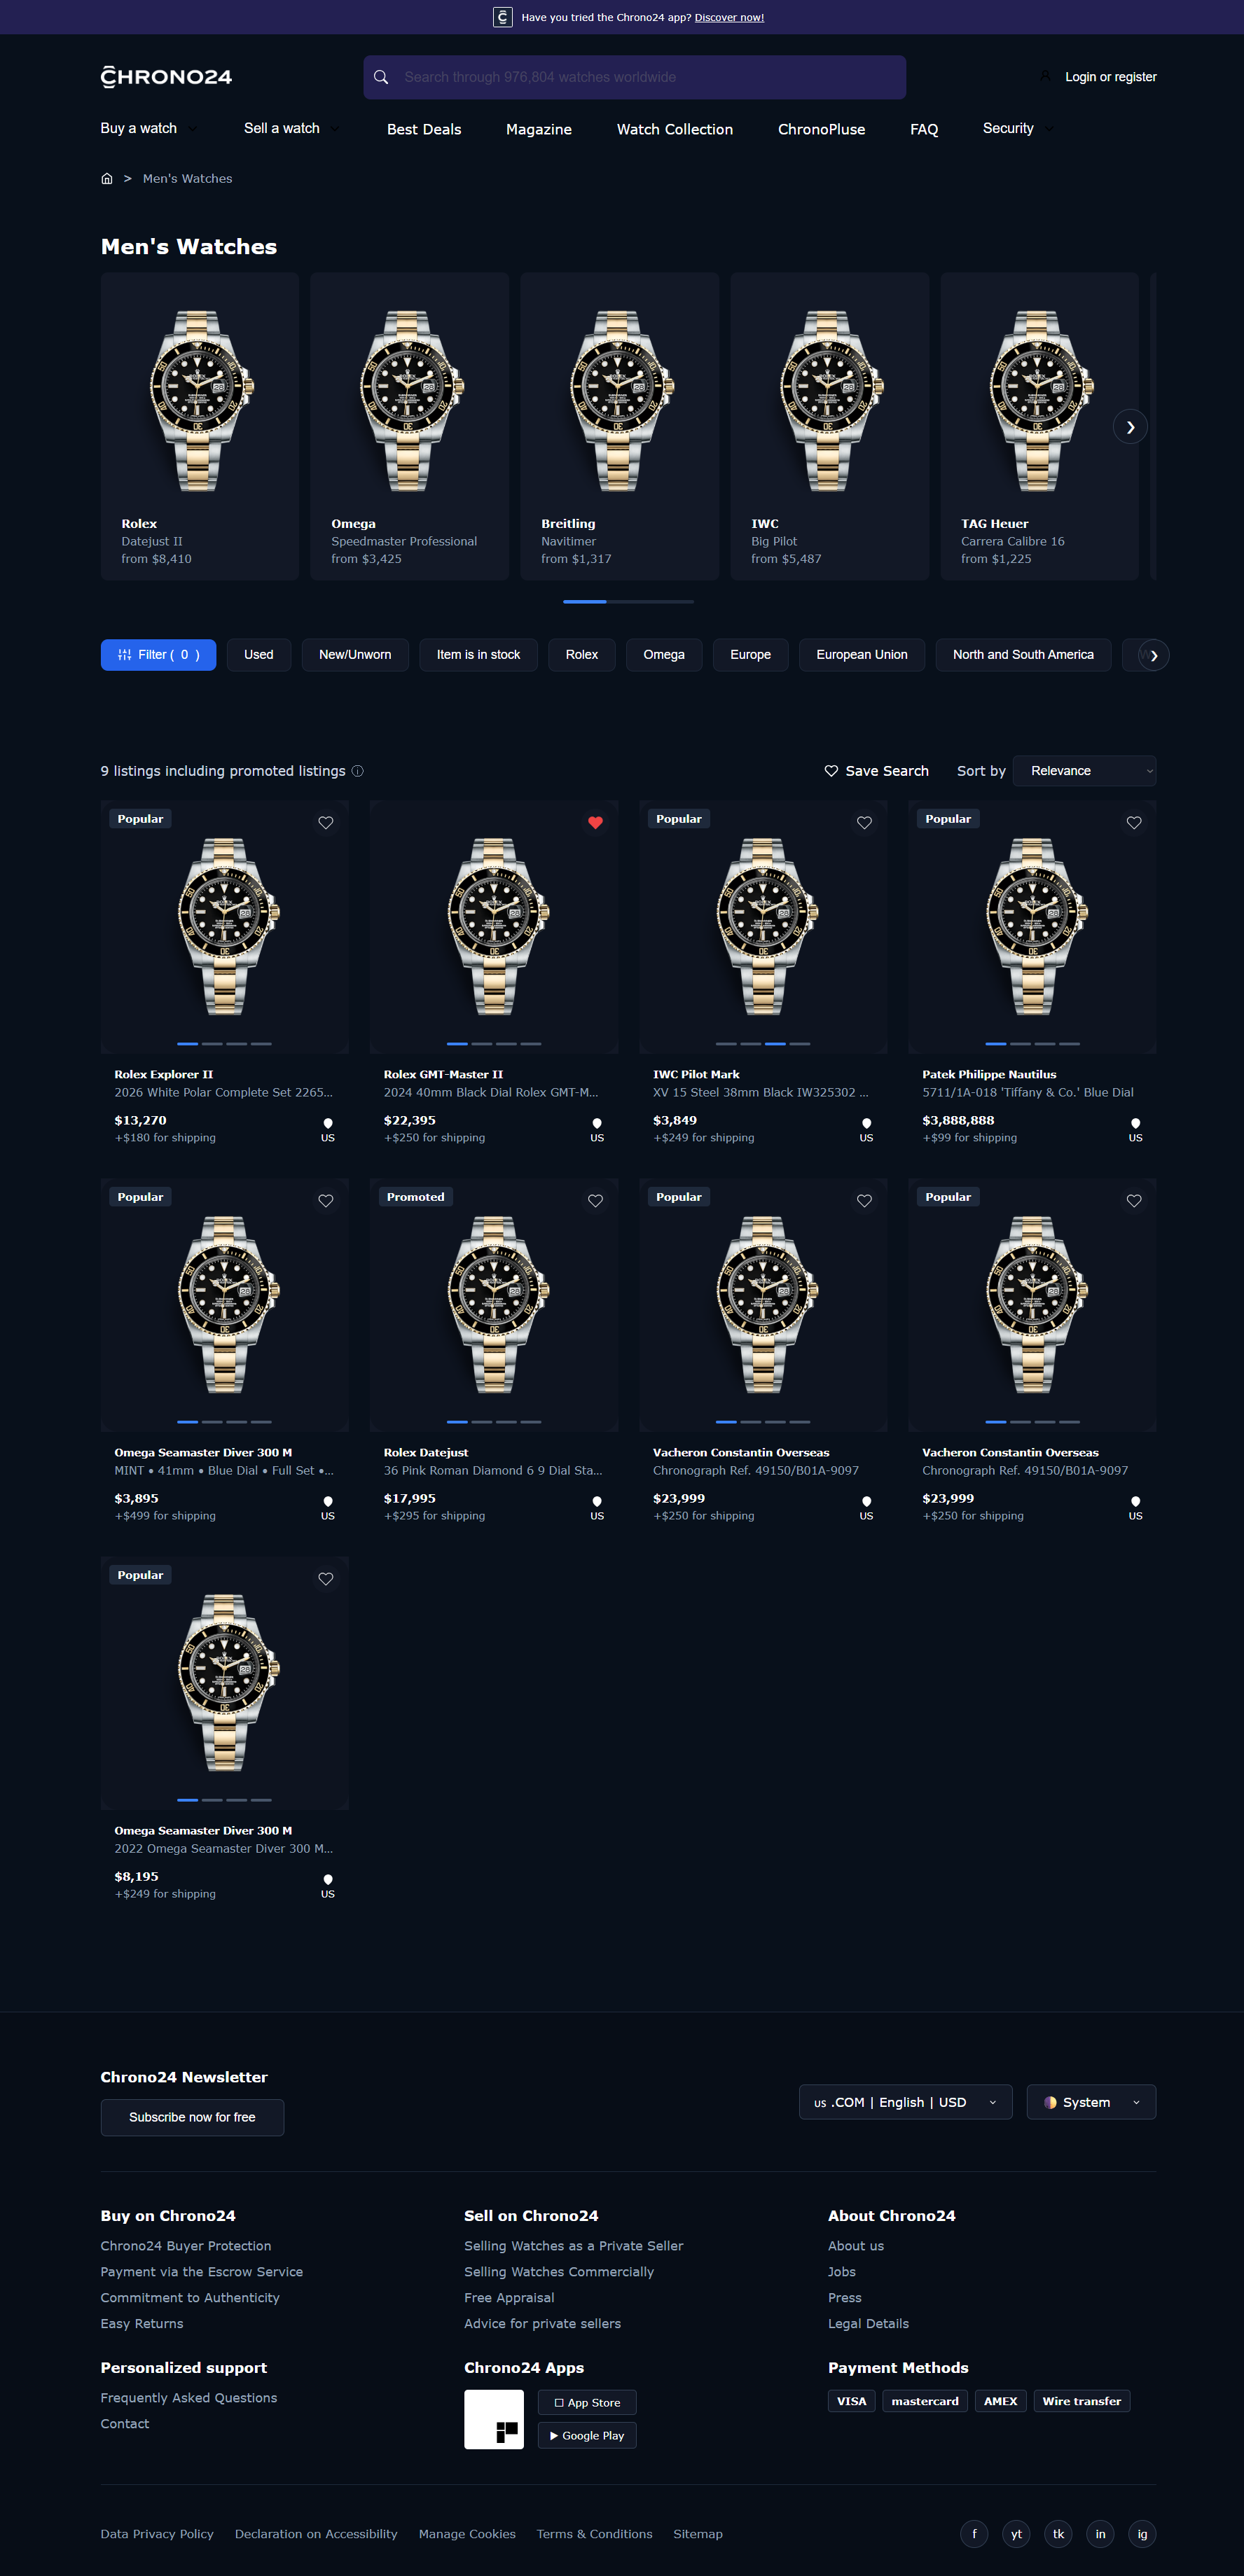 Have you tried the Chrono24 app? Discover now!
CHRONO24
Search through 976,804 watches worldwide
Login or register
Buy a watch
Sell a watch
Best Deals
Magazine
Watch Collection
ChronoPluse
FAQ
Security
> Men's Watches
Men's Watches
Rolex
Datejust II
from $8,410
Omega
Speedmaster Professional
from $3,425
Breitling
Navitimer
from $1,317
IWC
Big Pilot
from $5,487
TAG Heuer
Carrera Calibre 16
from $1,225
Filter ( 0 )
Used
New/Unworn
Item is in stock
Rolex
Omega
Europe
European Union
North and South America
9 listings including promoted listings
Save Search
Sort by
Relevance
Popular
Rolex Explorer II
2026 White Polar Complete Set 2265...
$13,270
+$180 for shipping
US
Rolex GMT-Master II
2024 40mm Black Dial Rolex GMT-M...
$22,395
+$250 for shipping
US
Popular
IWC Pilot Mark
XV 15 Steel 38mm Black IW325302 ...
$3,849
+$249 for shipping
US
Popular
Patek Philippe Nautilus
5711/1A-018 'Tiffany & Co.' Blue Dial
$3,888,888
+$99 for shipping
US
Popular
Omega Seamaster Diver 300 M
MINT • 41mm • Blue Dial • Full Set •...
$3,895
+$499 for shipping
US
Promoted
Rolex Datejust
36 Pink Roman Diamond 6 9 Dial Sta...
$17,995
+$295 for shipping
US
Popular
Vacheron Constantin Overseas
Chronograph Ref. 49150/B01A-9097
$23,999
+$250 for shipping
US
Popular
Vacheron Constantin Overseas
Chronograph Ref. 49150/B01A-9097
$23,999
+$250 for shipping
US
Popular
Omega Seamaster Diver 300 M
2022 Omega Seamaster Diver 300 M...
$8,195
+$249 for shipping
US
Chrono24 Newsletter
Subscribe now for free
US .COM | English | USD
System
Buy on Chrono24
Chrono24 Buyer Protection
Payment via the Escrow Service
Commitment to Authenticity
Easy Returns
Sell on Chrono24
Selling Watches as a Private Seller
Selling Watches Commercially
Free Appraisal
Advice for private sellers
About Chrono24
About us
Jobs
Press
Legal Details
Personalized support
Frequently Asked Questions
Contact
Chrono24 Apps
App Store
Google Play
Payment Methods
VISA
mastercard
AMEX
Wire transfer
Data Privacy Policy
Declaration on Accessibility
Manage Cookies
Terms & Conditions
Sitemap
f
yt
tk
in
ig